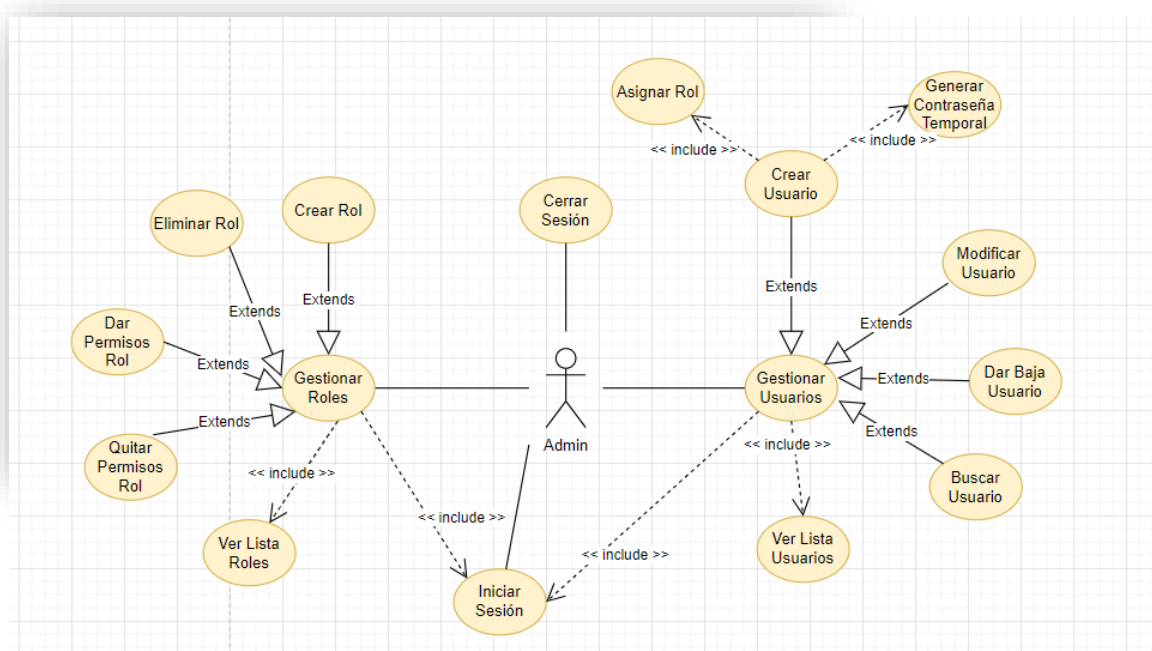 Asignar Rol
Generar
Contraseña
Temporal
<< include >>
<< include >>
Crear
Usuario
Cerrar
Sesión
Crear Rol
Eliminar Rol
Modificar
Usuario
Extends
Extends
Extends
Extends
Dar
Permisos
Rol
Extends
Gestionar
Roles
Gestionar
Usuarios
Extends
Dar Baja
Usuario
Extends
Extends
Admin
Quitar
Permisos
Rol
<< include >>
<< include >>
Buscar
Usuario
<< include >>
<< include >>
Ver Lista
Roles
Ver Lista
Usuarios
Iniciar
Sesión